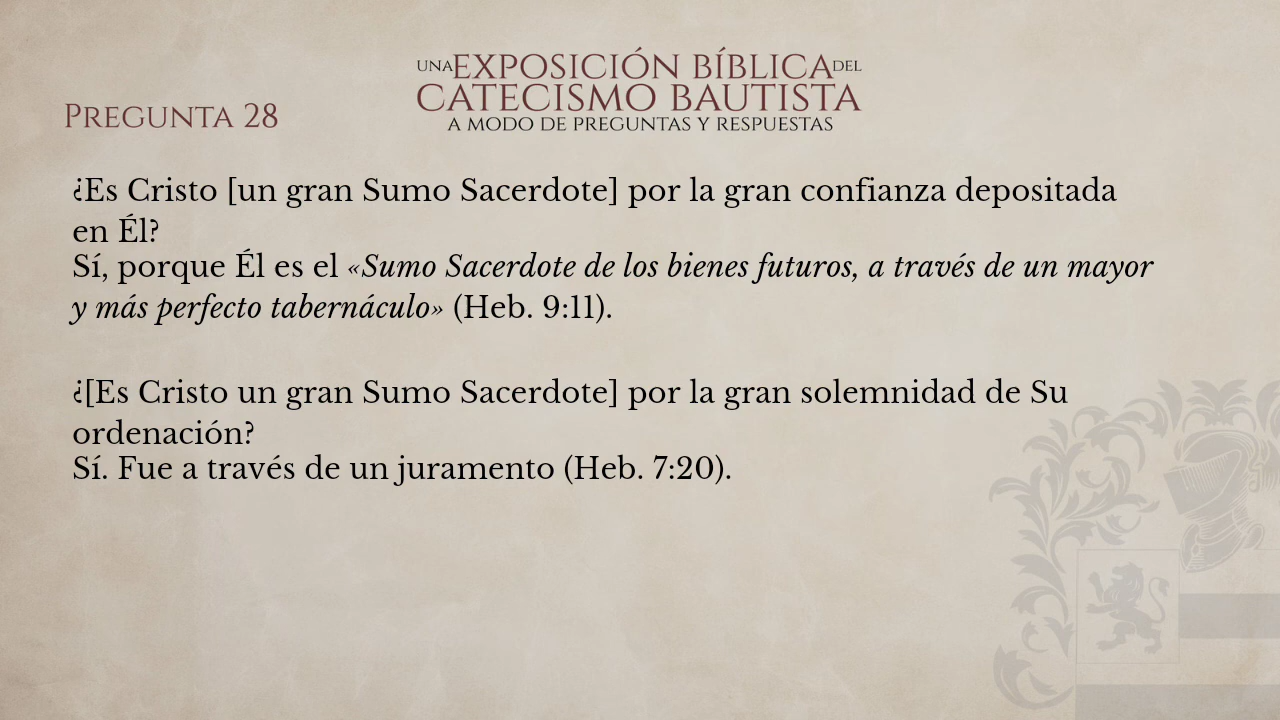 UNA EXPOSICIÓN BÍBLICA DEL
CATECISMO BAUTISTA
A MODO DE PREGUNTAS Y RESPUESTAS
PREGUNTA 28
¿Es Cristo [un gran Sumo Sacerdote] por la gran confianza depositada
en Él?
Sí, porque Él es el «Sumo Sacerdote de los bienes futuros, a través de un mayor
y más perfecto tabernáculo» (Heb. 9:11).
¿[Es Cristo un gran Sumo Sacerdote] por la gran solemnidad de Su
ordenación?
Sí. Fue a través de un juramento (Heb. 7:20).